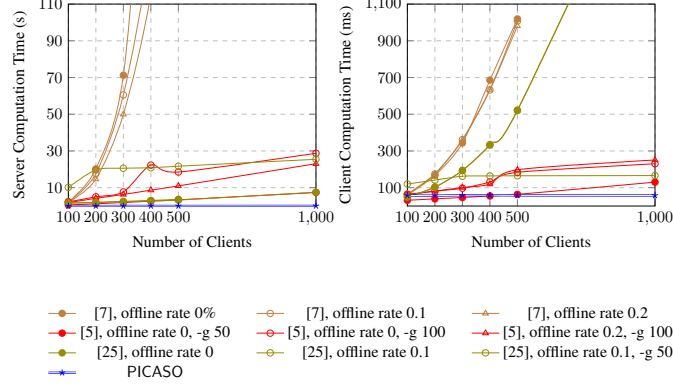 110
90
70
50
30
10
Server Computation Time (s)
100 200 300 400 500 1,000
Number of Clients
1,100
900
700
500
300
100
Client Computation Time (ms)
100 200 300 400 500 1,000
Number of Clients
[7], offline rate 0% [7], offline rate 0.1 [7], offline rate 0.2
[5], offline rate 0, -g 50 [5], offline rate 0, -g 100 [5], offline rate 0.2, -g 100
[25], offline rate 0 [25], offline rate 0.1 [25], offline rate 0.1, -g 50
PICASO